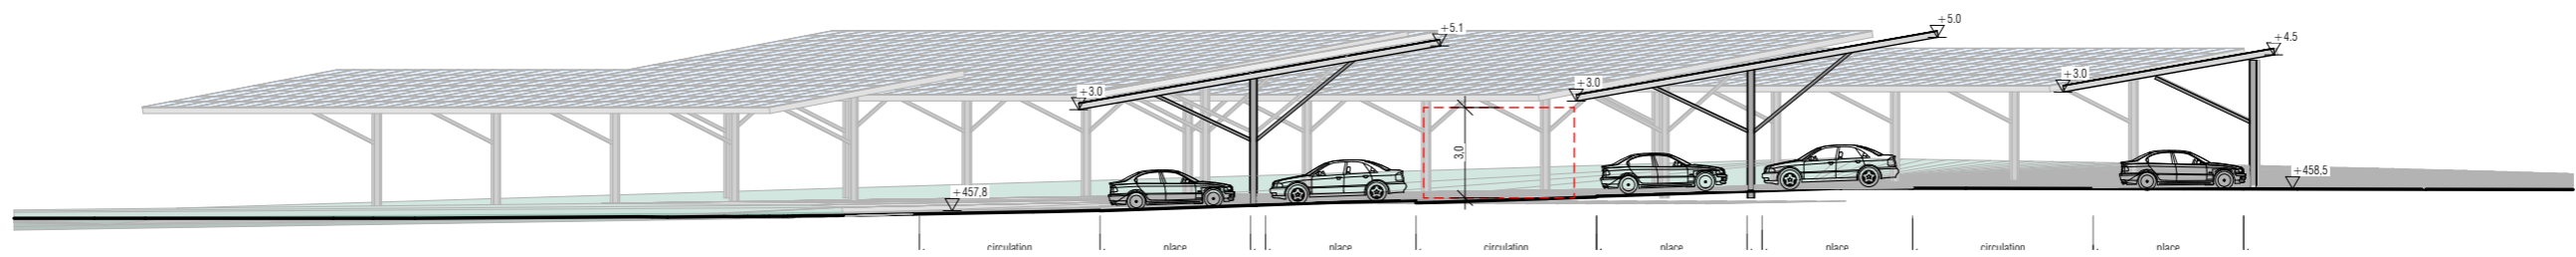 +5.1
+5.0
+4.5
+3.0
+3.0
+3.0
3,0
+457,8
+458,5
circulation
place
place
circulation
place
place
circulation
place